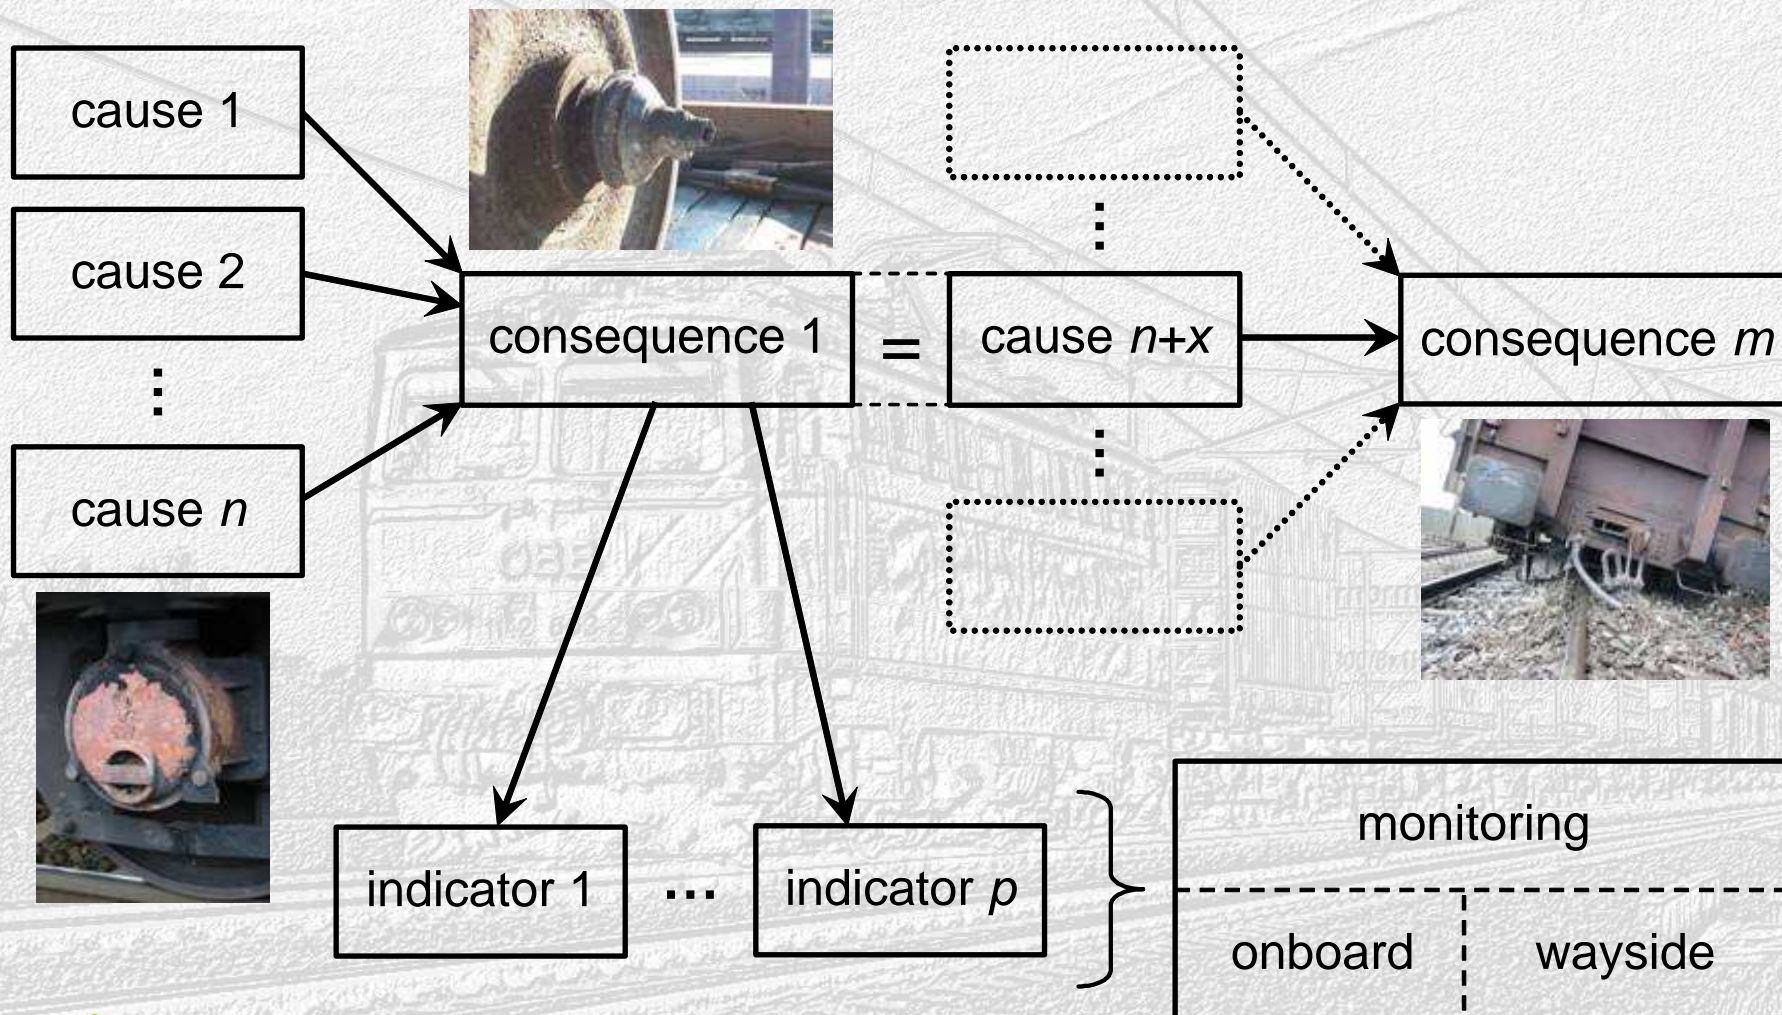 cause 1
cause 2
⋮
cause n
consequence 1
=
⋮
cause n+x
⋮
consequence m
indicator 1
...
indicator p
monitoring
onboard
wayside